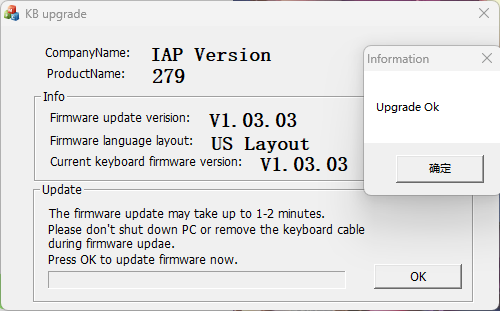 KB upgrade
CompanyName: IAP Version
ProductName: 279
Info
Firmware update verision: V1.03.03
Firmware language layout: US Layout
Current keyboard firmware version: V1.03.03
Update
The firmware update may take up to 1-2 minutes.
Please don't shut down PC or remove the keyboard cable
during firmware updae.
Press OK to update firmware now.
OK
Information
Upgrade Ok
确定